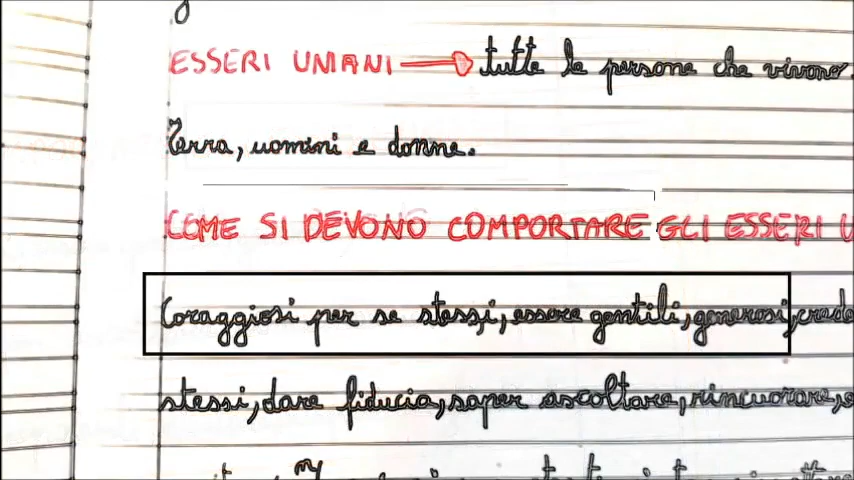 ESSERI UMANI → tutte le persone che vivono
Terra, uomini e donne.
COME SI DEVONO COMPORTARE GLI ESSERI U
Coraggiosi per se stessi, essere gentili, generosi, crede
stessi, dare fiducia, saper ascoltare, rincuorare, e